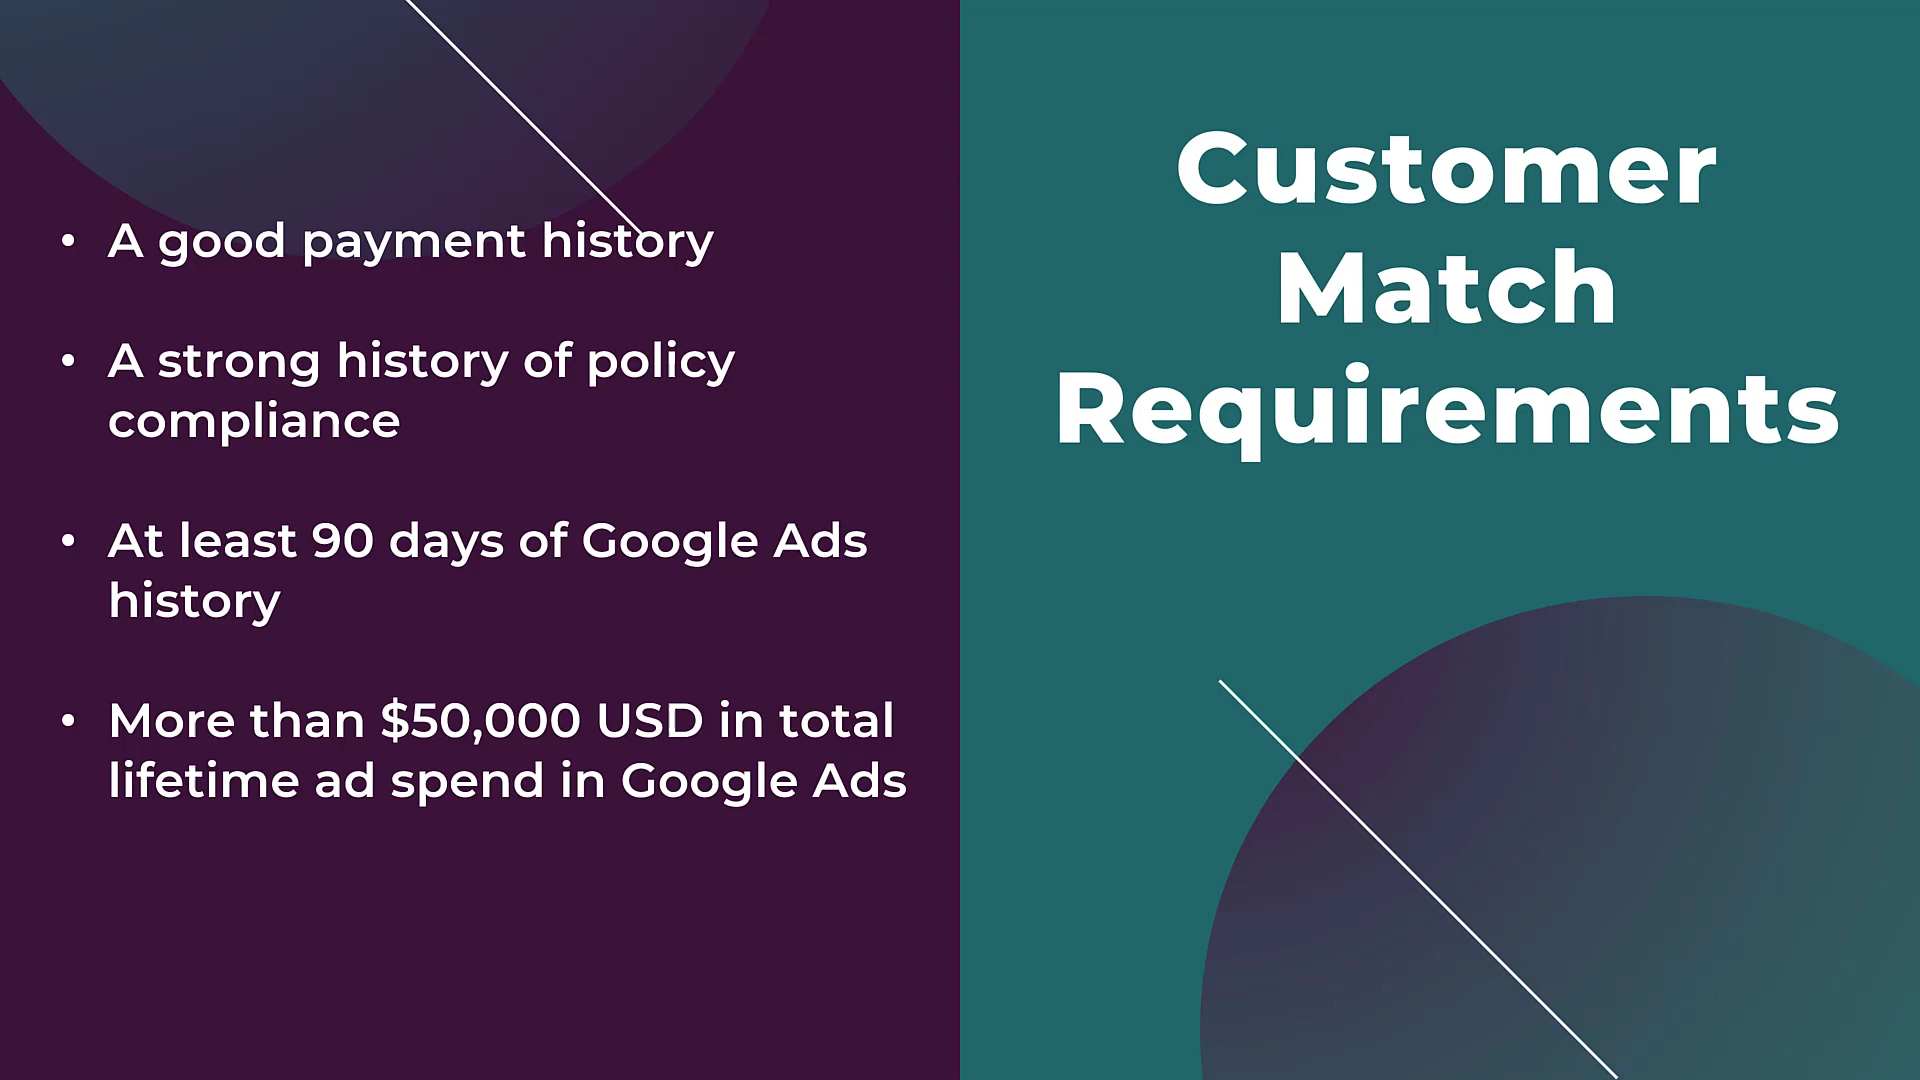 Customer
Match
Requirements
• A good payment history
• A strong history of policy
compliance
• At least 90 days of Google Ads
history
• More than $50,000 USD in total
lifetime ad spend in Google Ads